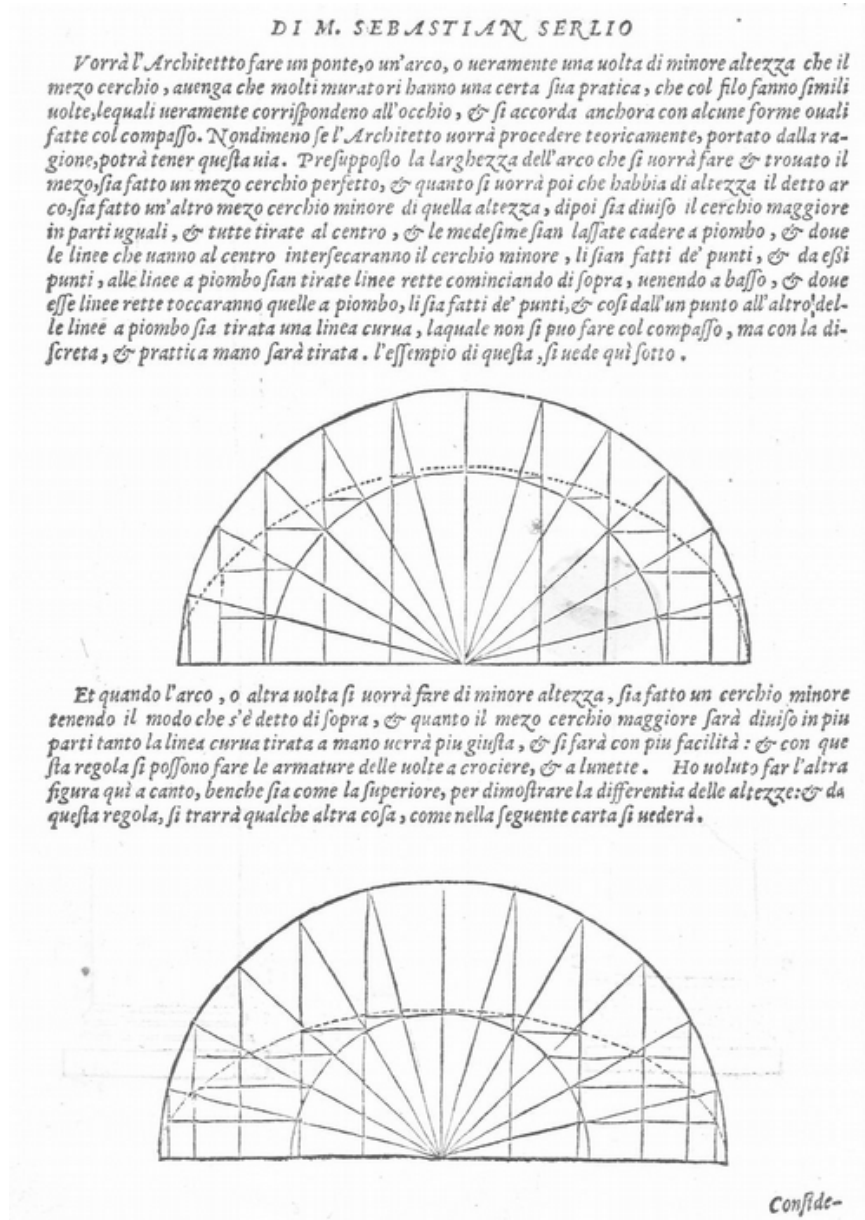 DI M. SEBASTIAN SERLIO
Vorrà l'Architettto fare un ponte, o un'arco, o ueramente una uolta di minore altezza che il
mezo cerchio, auenga che molti muratori hanno una certa sua pratica, che col filo fanno simili
uolte, lequali ueramente corrispondeno all'occhio, & si accorda anchora con alcune forme ouali
fatte col compasso. Nondimeno se l'Architetto uorrà procedere teoricamente, portato dalla ra-
gione, potrà tener questa uia. Presupposto la larghezza dell'arco che si uorrà fare & trouato il
mezo, sia fatto un mezo cerchio perfetto, & quanto si uorrà poi che habbia di altezza il detto ar
co, sia fatto un'altro mezo cerchio minore di quella altezza, dipoi sia diuiso il cerchio maggiore
in parti uguali, & tutte tirate al centro, & le medesime sian lassate cadere a piombo, & doue
le linee che uanno al centro intersecaranno il cerchio minore, li sian fatti de' punti, & da eßi
punti, alle linee a piombo sian tirate linee rette cominciando di sopra, uenendo a basso, & doue
esse linee rette toccaranno quelle a piombo, li sia fatti de' punti, & cosi dall'un punto all'altro del-
le linee a piombo sia tirata una linea curua, laquale non si puo fare col compasso, ma con la di-
screta, & prattica mano sarà tirata. l'essempio di questa, si uede quì sotto.
Et quando l'arco, o altra uolta si uorrà fare di minore altezza, sia fatto un cerchio minore
tenendo il modo che s'è detto di sopra, & quanto il mezo cerchio maggiore sarà diuiso in piu
parti tanto la linea curua tirata a mano uerrà piu giusta, & si farà con piu facilità: & con que
sta regola si possono fare le armature delle uolte a crociere, & a lunette. Ho uoluto far l'altra
figura quì a canto, benche sia come la superiore, per dimostrare la differentia delle altezze: & da
questa regola, si trarrà qualche altra cosa, come nella seguente carta si uederà.
Conside-